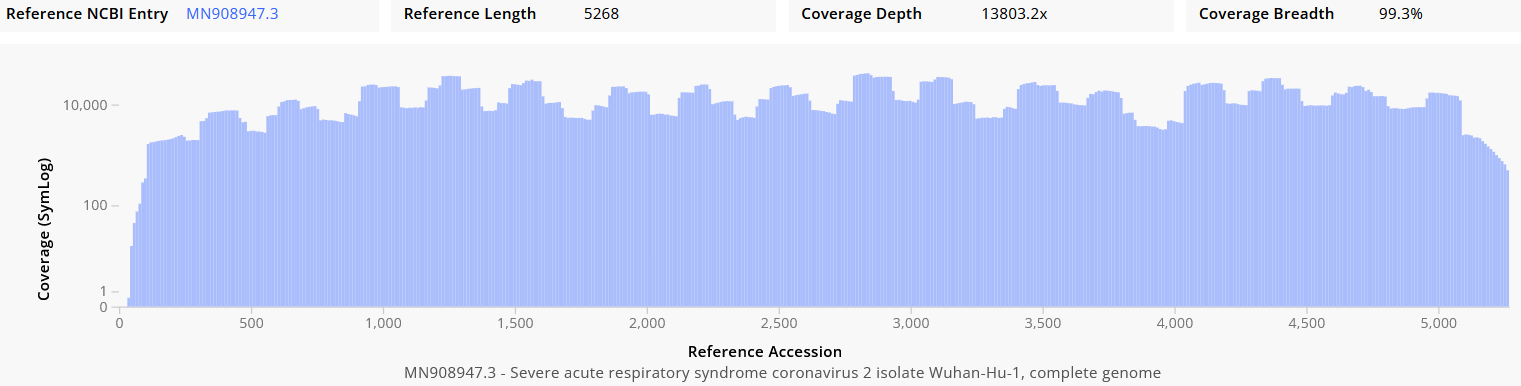 Reference NCBI Entry MN908947.3 Reference Length 5268 Coverage Depth 13803.2x Coverage Breadth 99.3%
Coverage (SymLog)
10,000
100
1
0
0 500 1,000 1,500 2,000 2,500 3,000 3,500 4,000 4,500 5,000
Reference Accession
MN908947.3 - Severe acute respiratory syndrome coronavirus 2 isolate Wuhan-Hu-1, complete genome